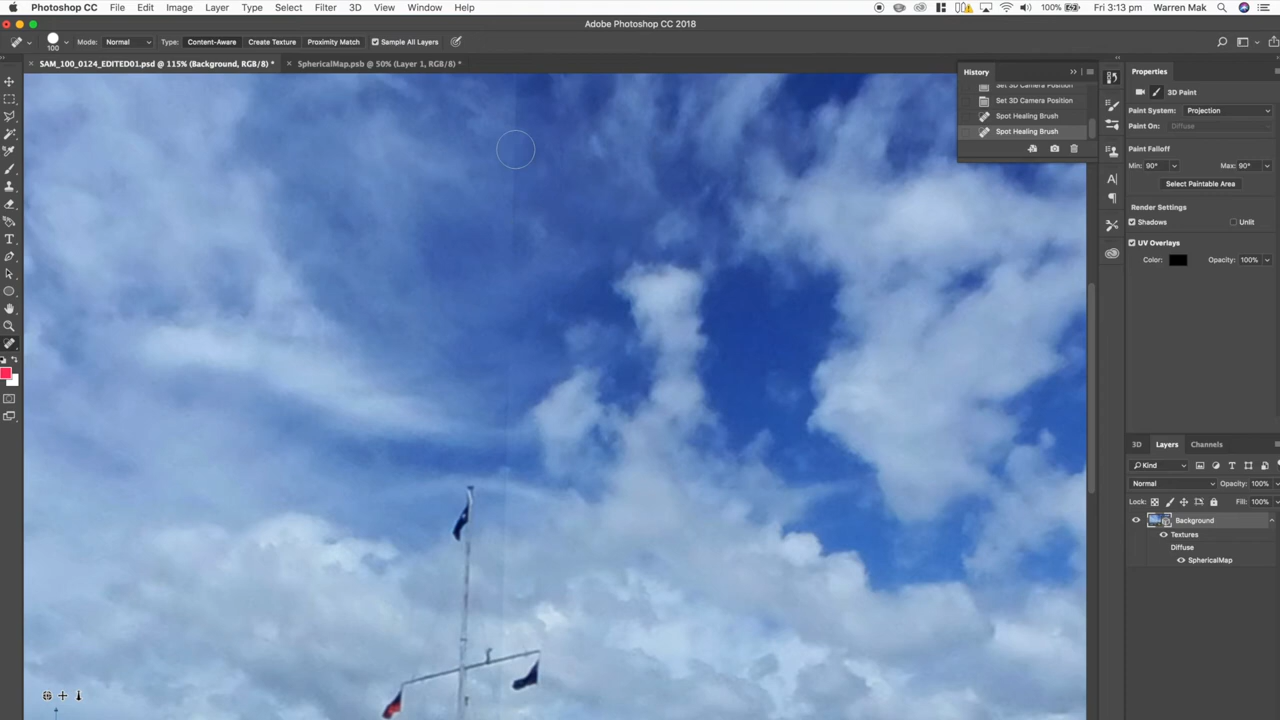 Photoshop CC File Edit Image Layer Type Select Filter 3D View Window Help 100% Fri 3:13 pm Warren Mak
Adobe Photoshop CC 2018
100 Mode: Normal Type: Content-Aware Create Texture Proximity Match Sample All Layers
SAM_100_0124_EDITED01.psd @ 115% (Background, RGB/8) * SphericalMap.psb @ 50% (Layer 1, RGB/8) *
History
Set 3D Camera Position
Set 3D Camera Position
Spot Healing Brush
Spot Healing Brush
Properties
3D Paint
Paint System: Projection
Paint On: Diffuse
Paint Falloff
Min: 90° Max: 90°
Select Paintable Area
Render Settings
Shadows Unlit
UV Overlays
Color: Opacity: 100%
3D Layers Channels
Kind
Normal Opacity: 100%
Lock: Fill: 100%
Background
Textures
Diffuse
SphericalMap